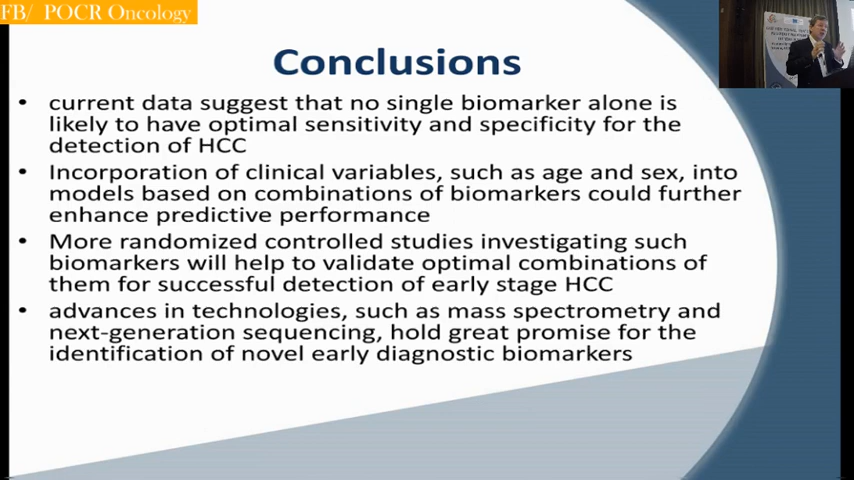 FB/ POCR Oncology
Conclusions
• current data suggest that no single biomarker alone is
likely to have optimal sensitivity and specificity for the
detection of HCC
• Incorporation of clinical variables, such as age and sex, into
models based on combinations of biomarkers could further
enhance predictive performance
• More randomized controlled studies investigating such
biomarkers will help to validate optimal combinations of
them for successful detection of early stage HCC
• advances in technologies, such as mass spectrometry and
next-generation sequencing, hold great promise for the
identification of novel early diagnostic biomarkers